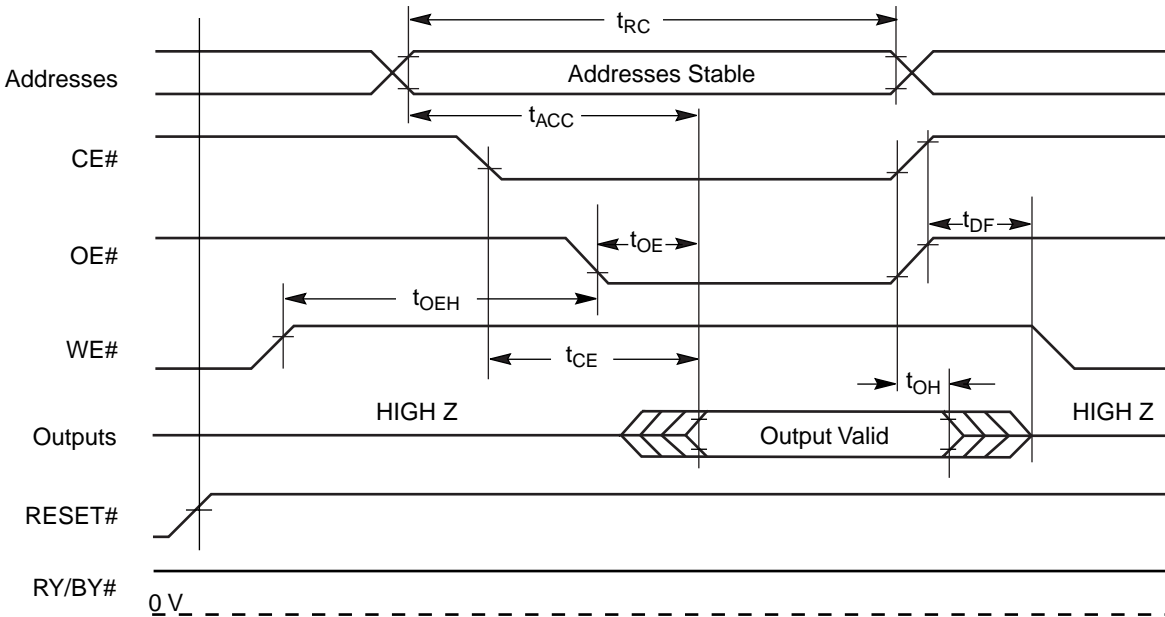 tRC
Addresses
Addresses Stable
tACC
CE#
tDF
OE#
tOE
tOEH
WE#
tCE
tOH
HIGH Z
HIGH Z
Outputs
Output Valid
RESET#
RY/BY#
0 V